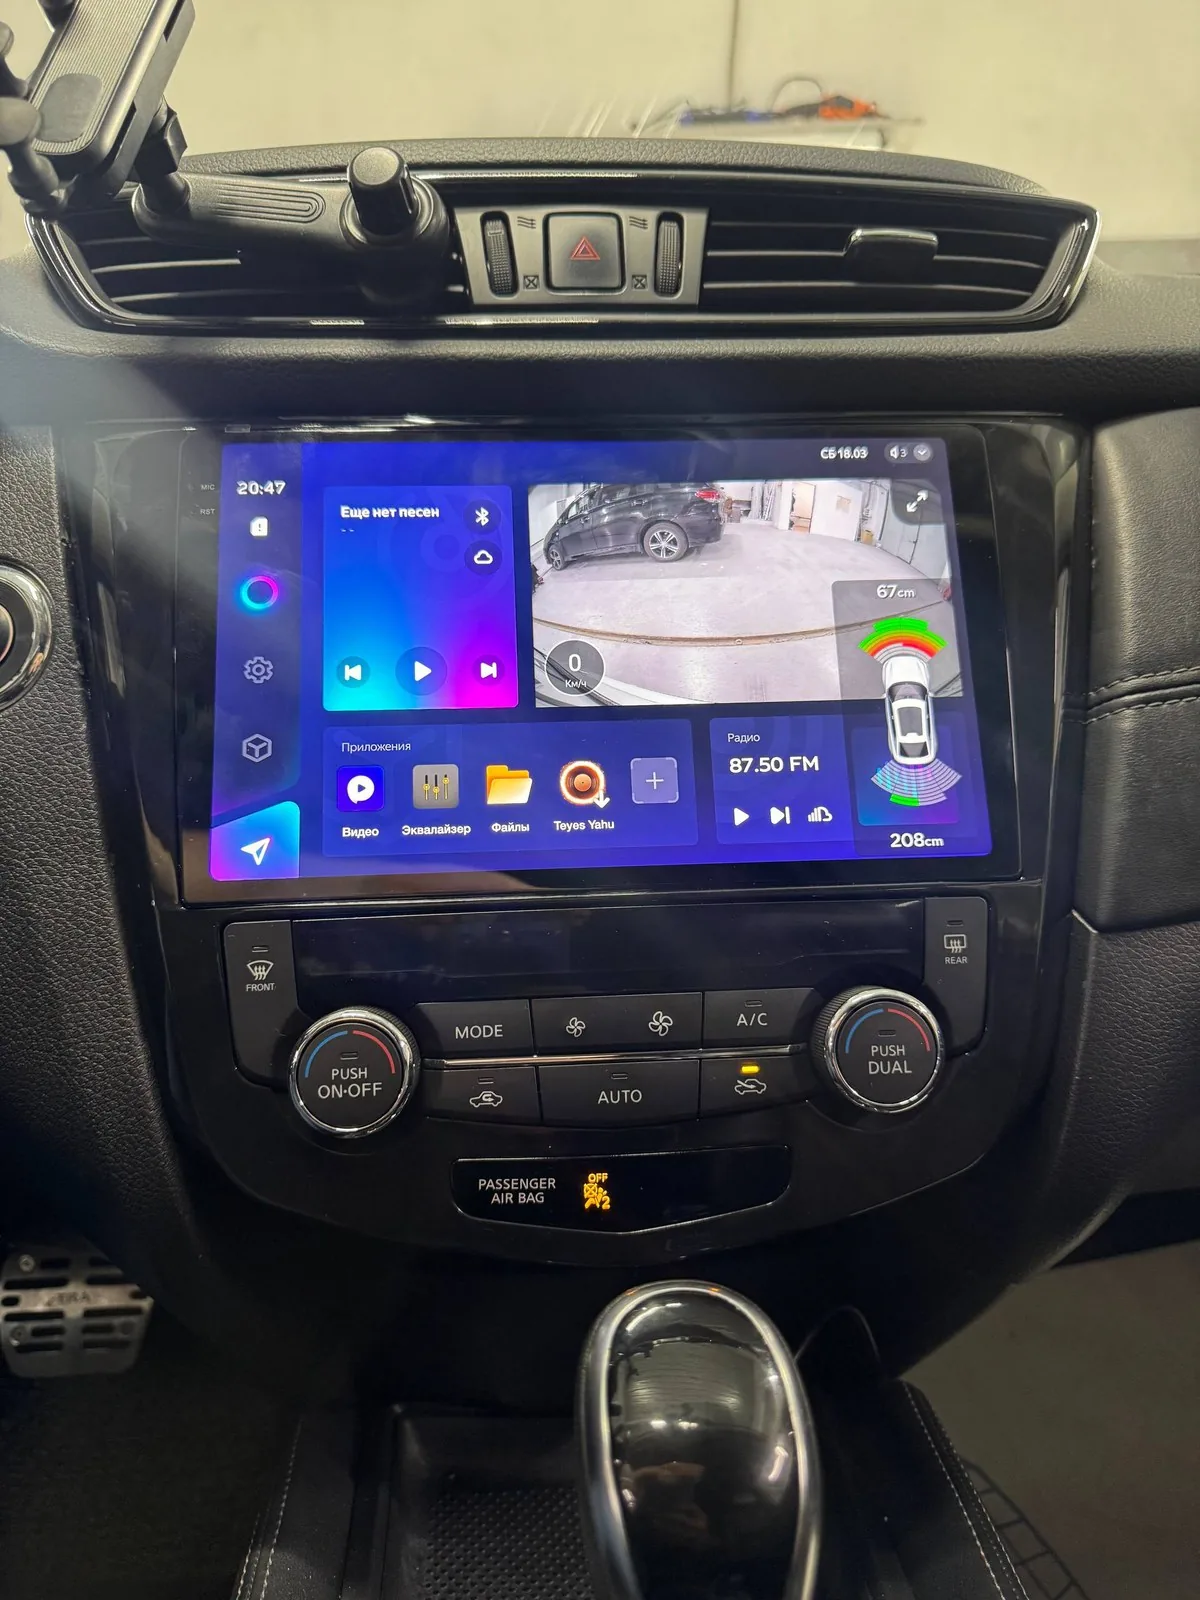 MIC
RST
20:47
СБ 18.03
3
Еще нет песен
--
67cm
0
Км/ч
Приложения
Видео
Эквалайзер
Файлы
Teyes Yahu
Радио
87.50 FM
208cm
FRONT
REAR
MODE
A/C
PUSH
ON·OFF
AUTO
PUSH
DUAL
PASSENGER
AIR BAG
OFF
2